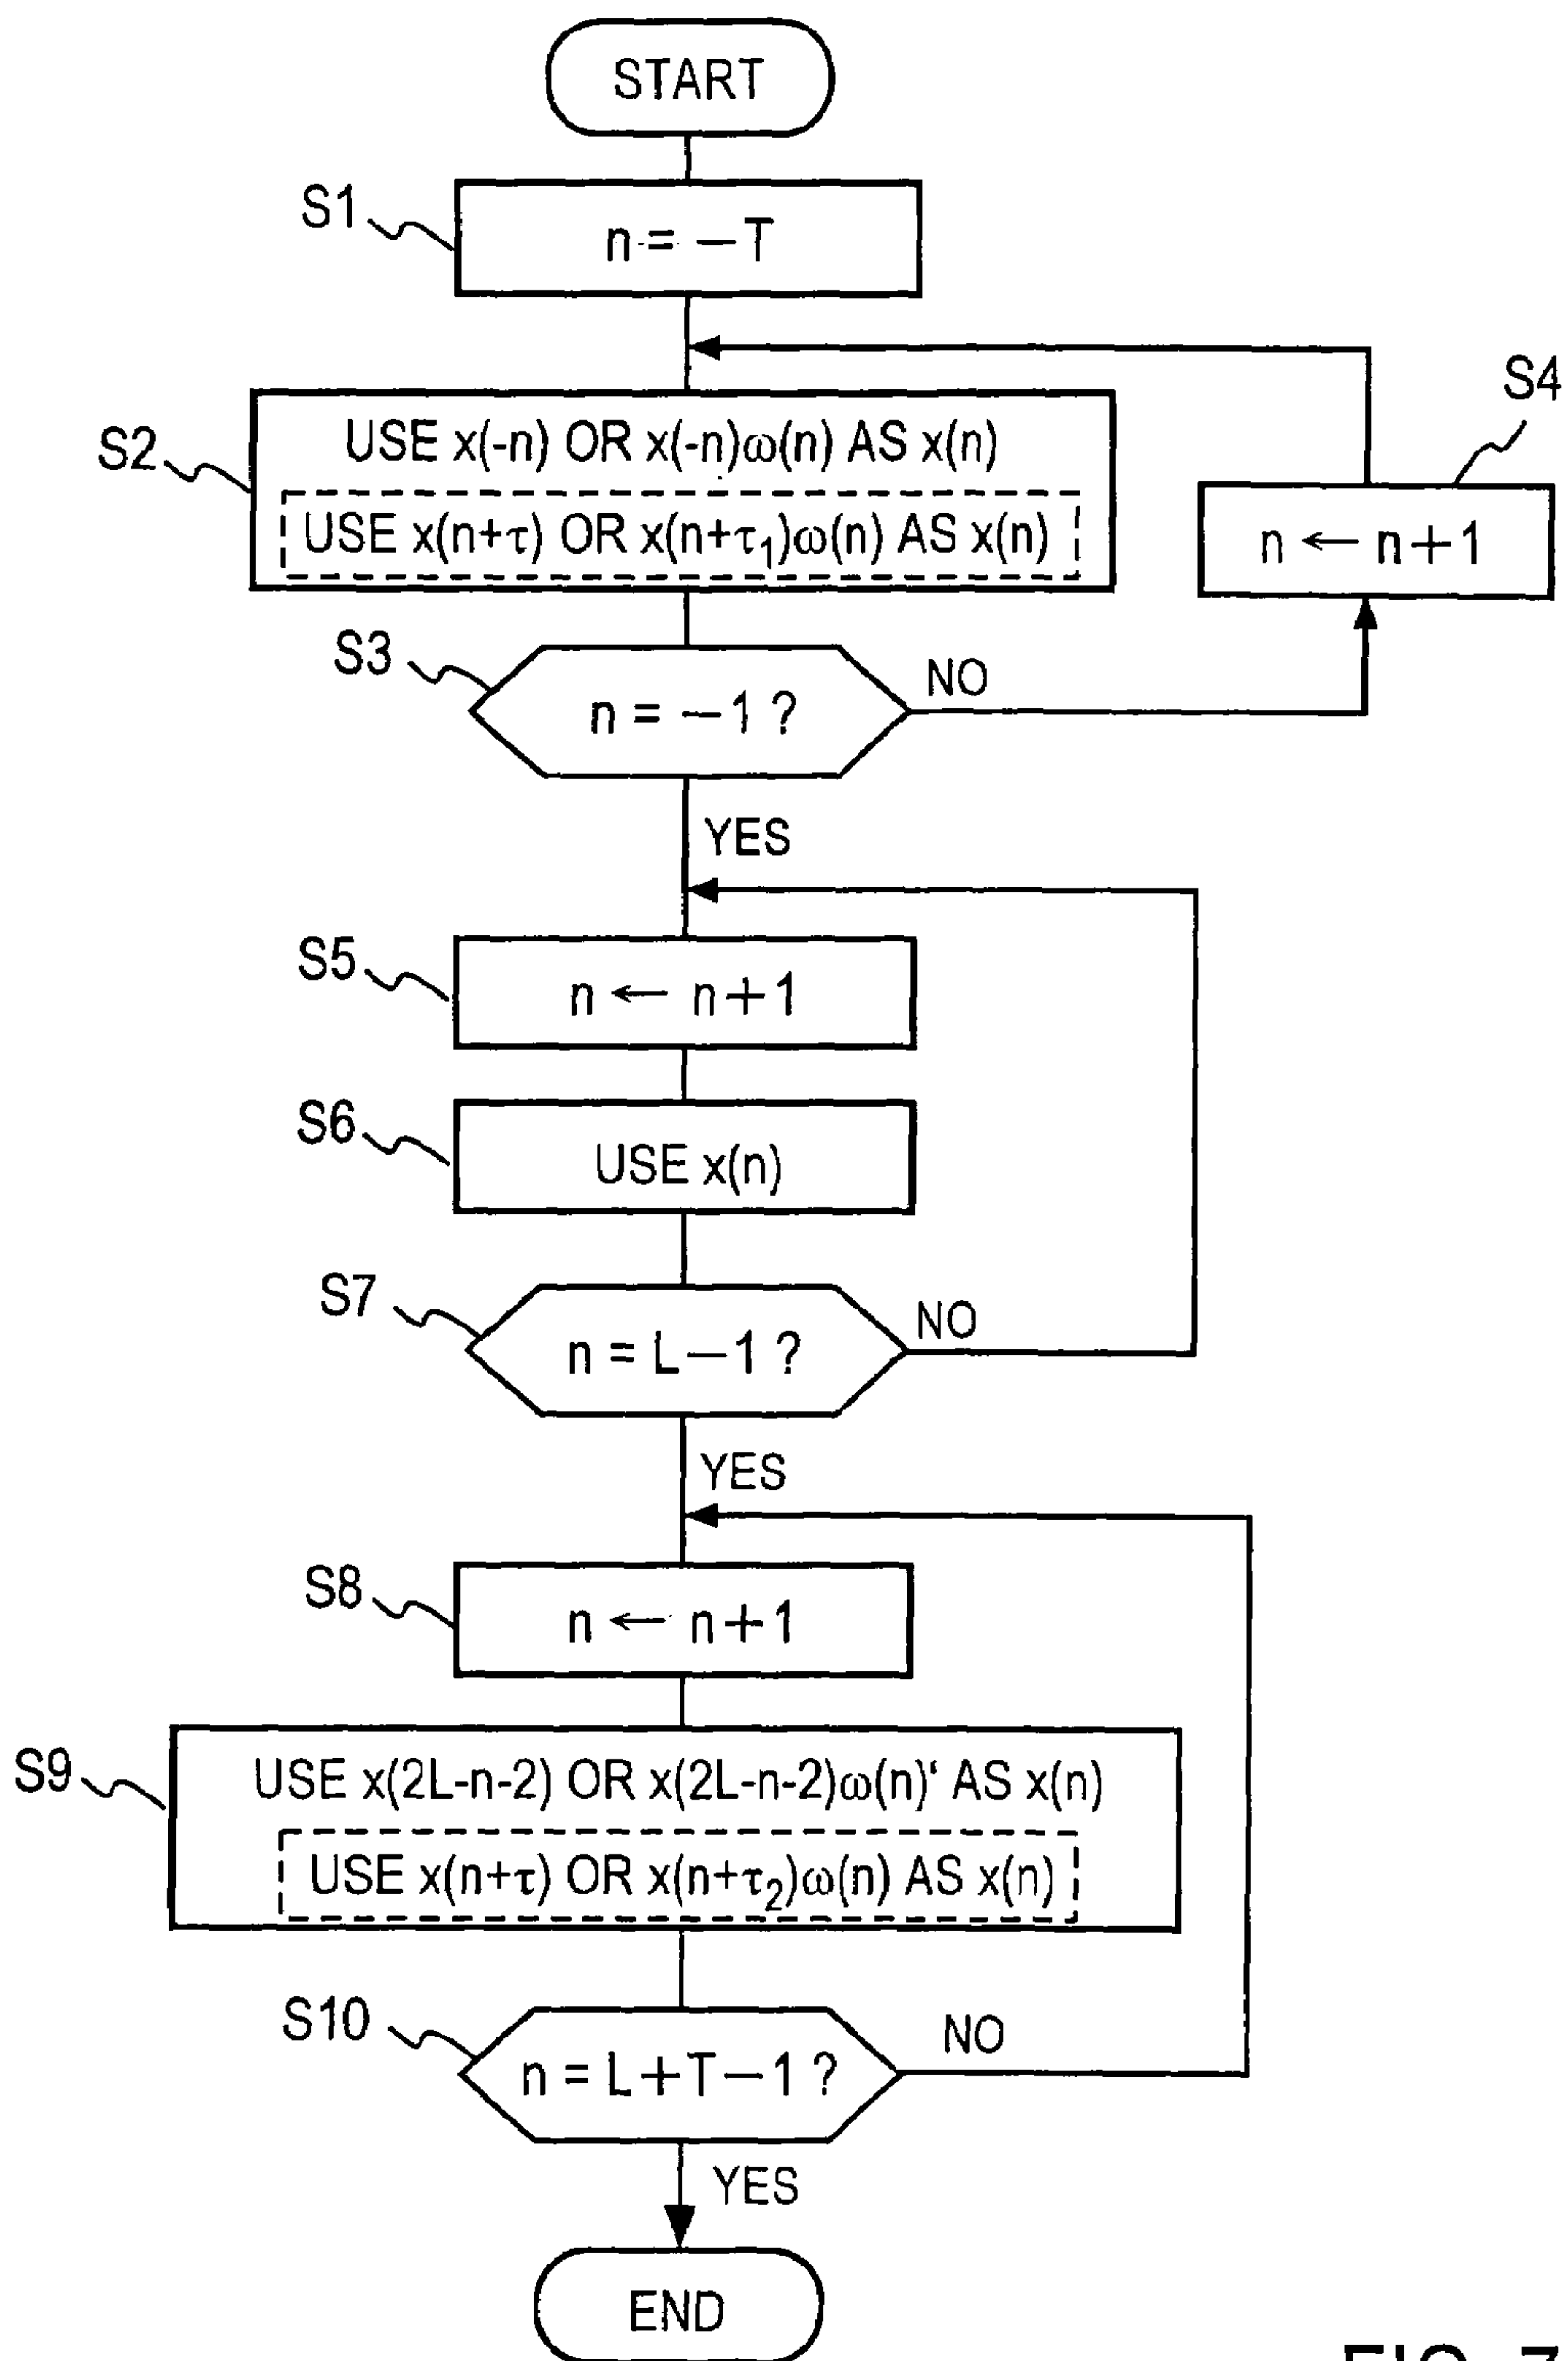 START
S1
n = −T
S4
S2
USE x(-n) OR x(-n)ω(n) AS x(n)
USE x(n+τ) OR x(n+τ₁)ω(n) AS x(n)
n ← n+1
S3
n = −1 ?
NO
YES
S5
n ← n+1
S6
USE x(n)
S7
n = L−1 ?
NO
YES
S8
n ← n+1
S9
USE x(2L-n-2) OR x(2L-n-2)ω(n)' AS x(n)
USE x(n+τ) OR x(n+τ₂)ω(n) AS x(n)
S10
n = L+T−1 ?
NO
YES
END